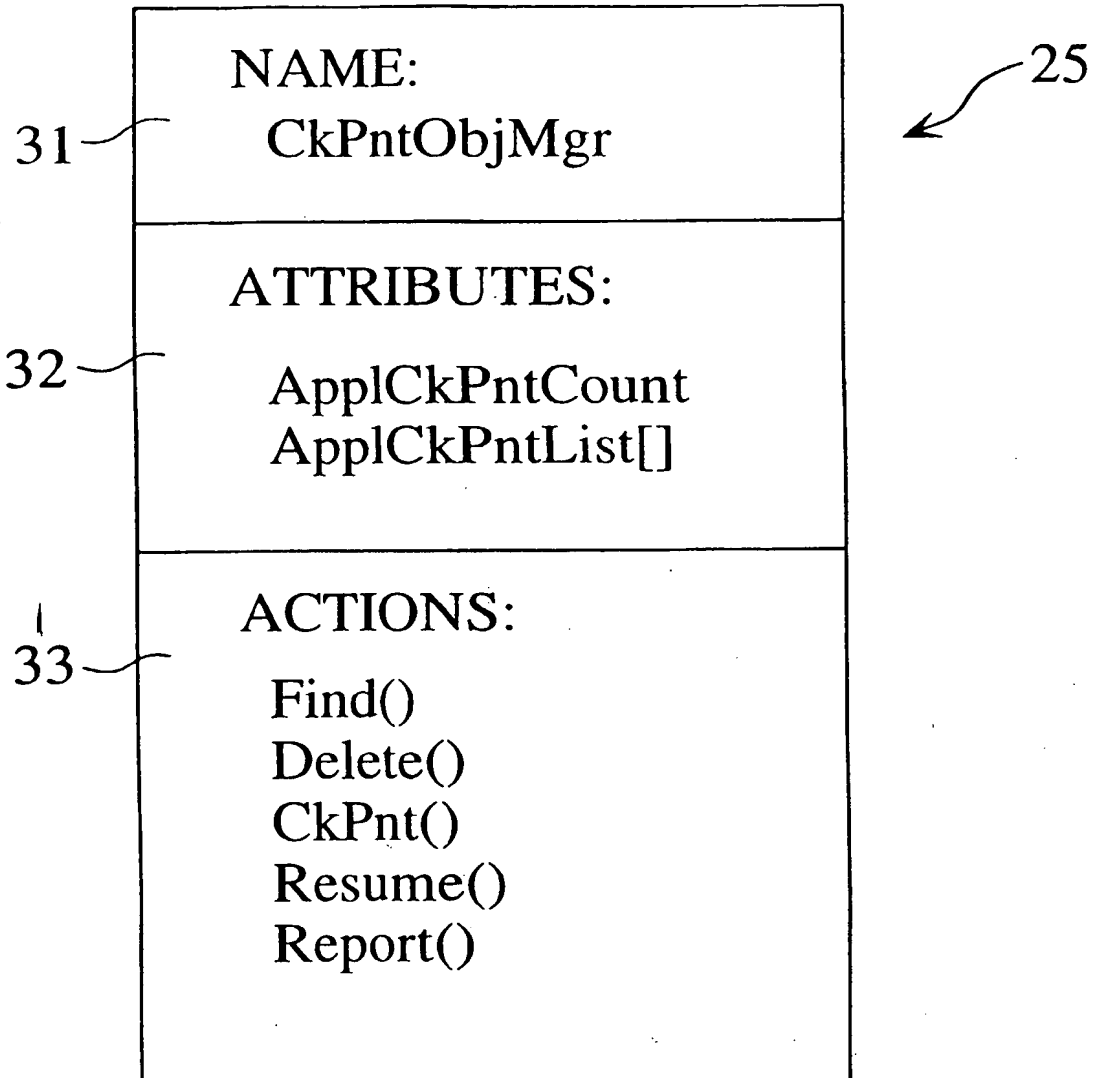 NAME:
25
31
CkPntObjMgr
ATTRIBUTES:
32
ApplCkPntCount
ApplCkPntList[]
ACTIONS:
33
Find()
Delete()
CkPnt()
Resume()
Report()